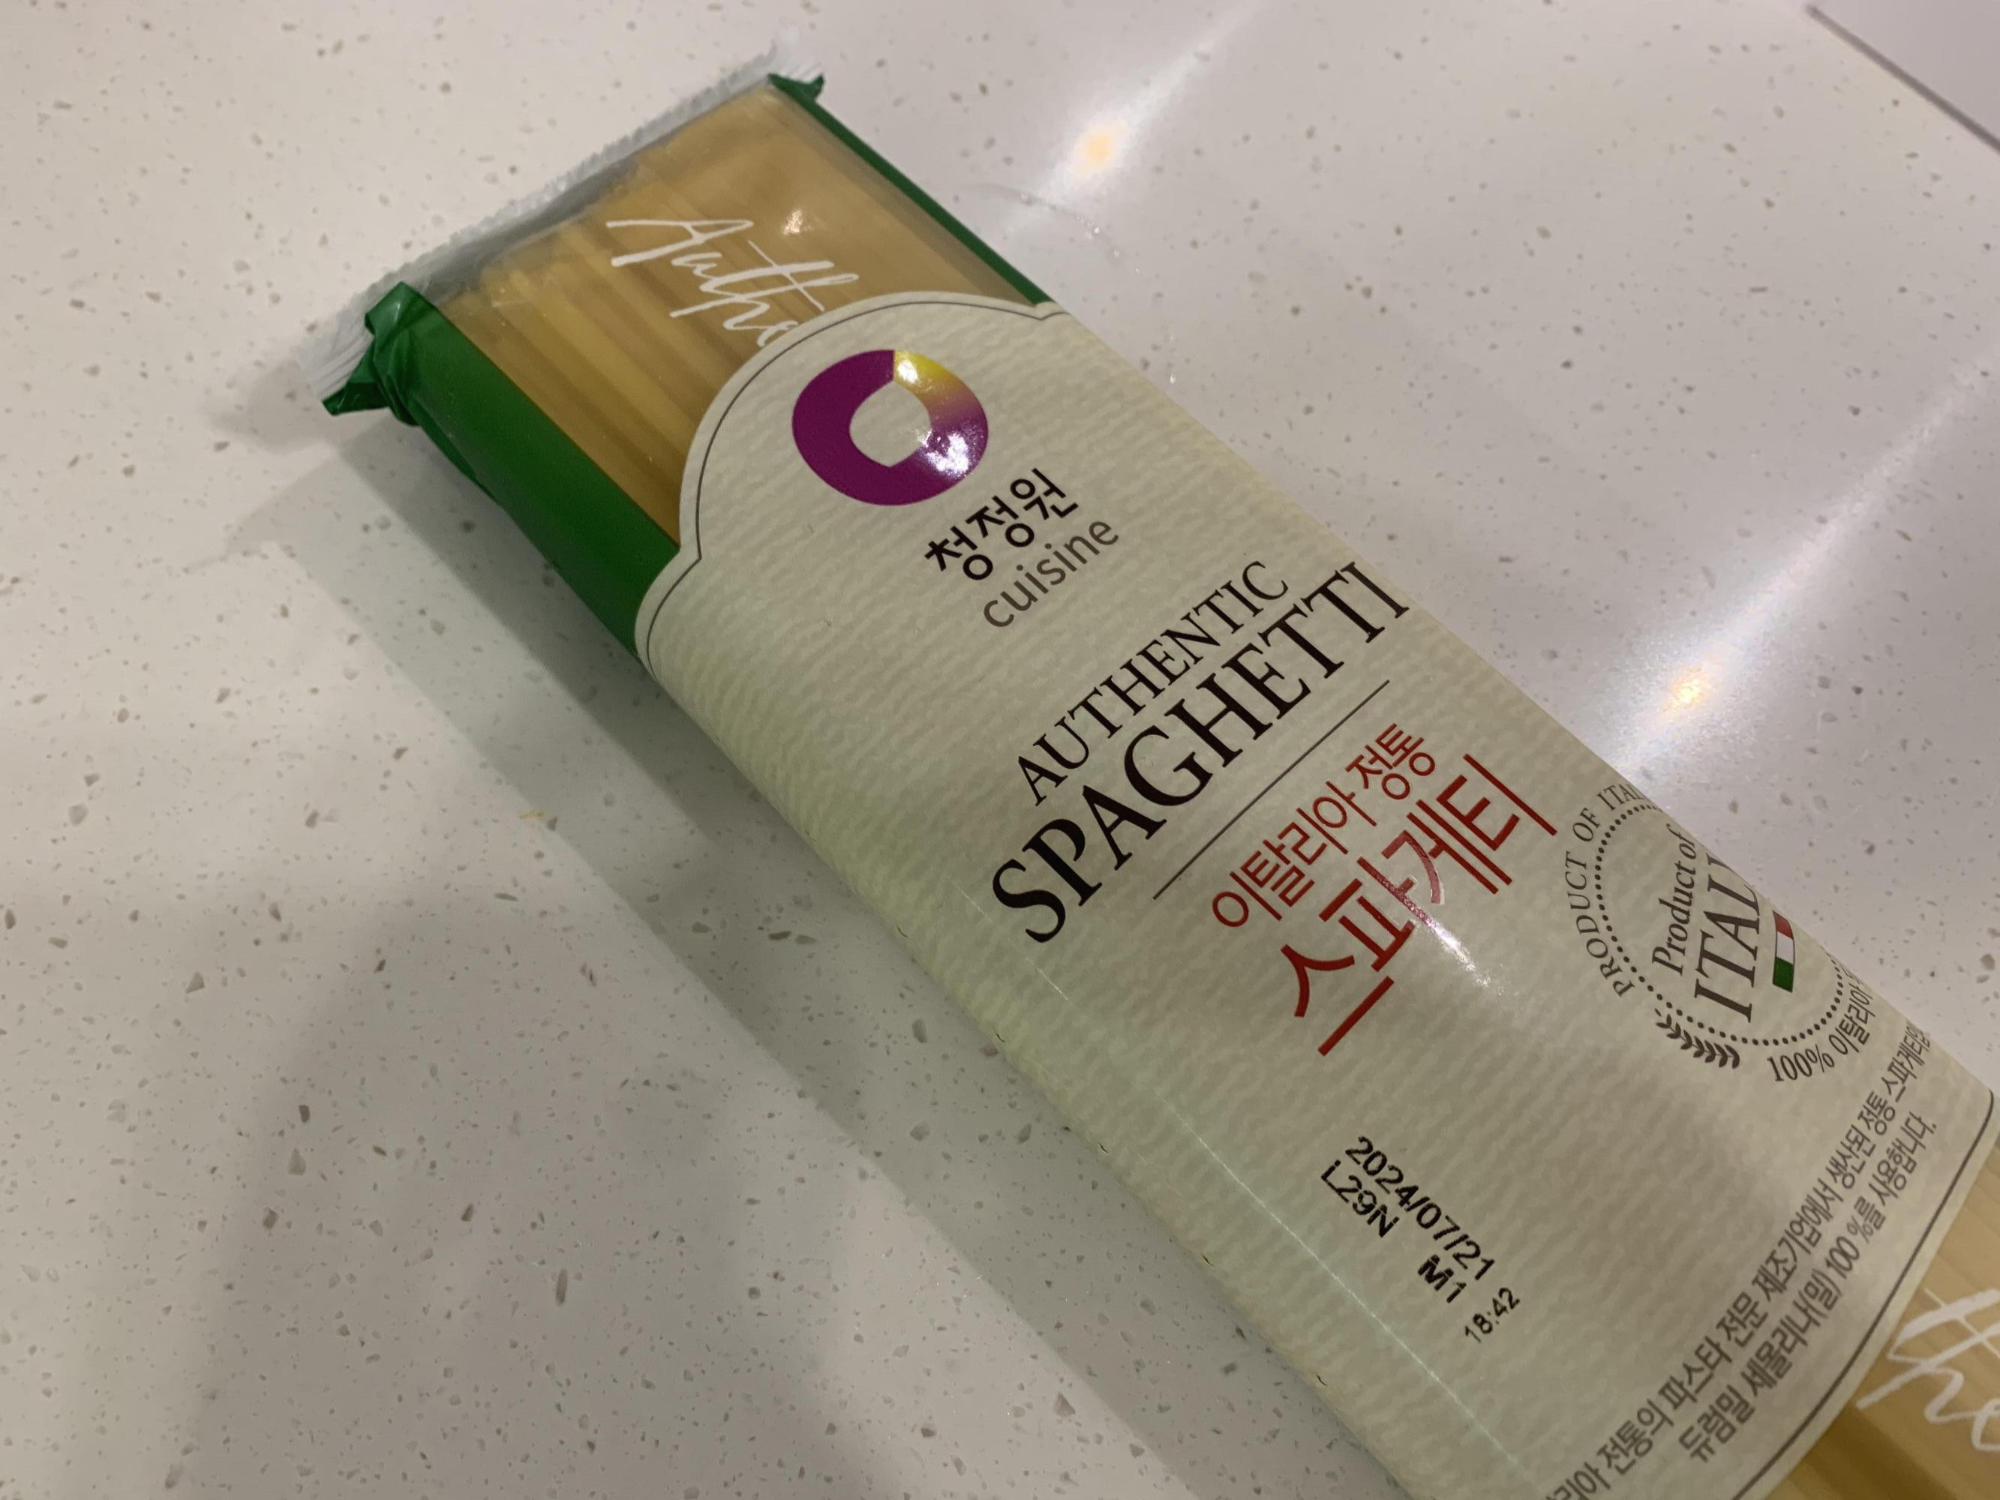 청정원
cuisine
AUTHENTIC
SPAGHETTI
이탈리아 정통
스파게티
PRODUCT OF
Product of
ITALY
100% 이탈리아
2024/07/21
L29N M1
18:42
전통의 파스타 전문 제조기업에서 생산된 정통 스파게티
듀럼밀 세몰리나(밀) 100%를 사용합니다.